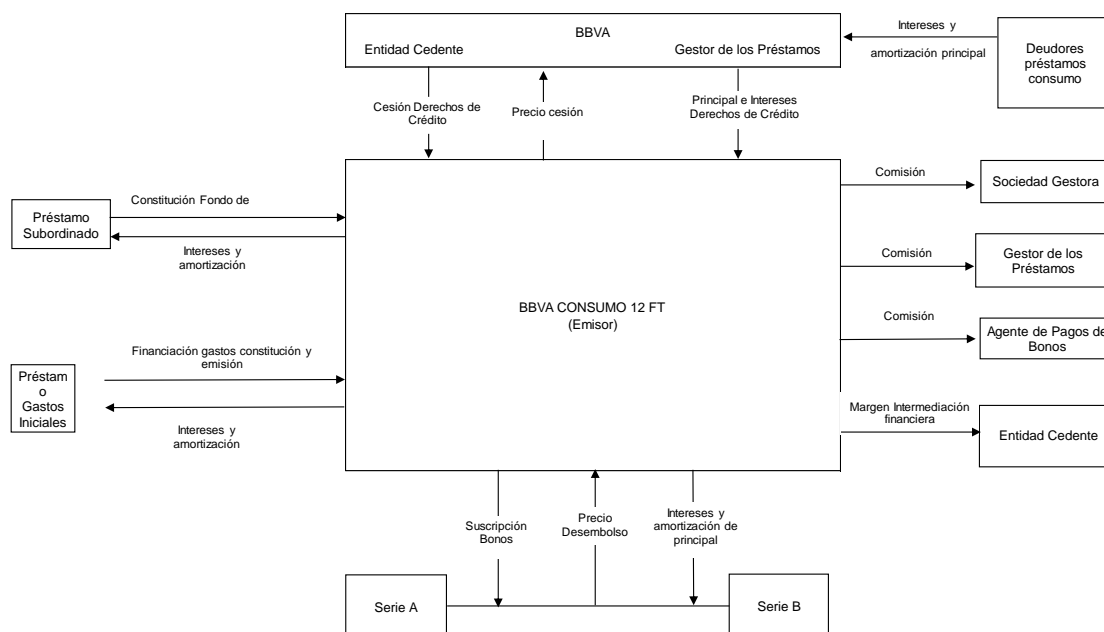 BBVA
Entidad Cedente
Gestor de los Préstamos
Intereses y
amortización principal
Deudores
préstamos
consumo
Cesión Derechos de
Crédito
Precio cesión
Principal e Intereses
Derechos de Crédito
Comisión
Sociedad Gestora
Constitución Fondo de
Préstamo
Subordinado
Intereses y
amortización
Comisión
Gestor de los
Préstamos
BBVA CONSUMO 12 FT
(Emisor)
Comisión
Agente de Pagos de
Bonos
Financiación gastos constitución y
emisión
Préstam
o
Gastos
Iniciales
Intereses y
amortización
Margen Intermediación
financiera
Entidad Cedente
Suscripción
Bonos
Precio
Desembolso
Intereses y
amortización de
principal
Serie A
Serie B